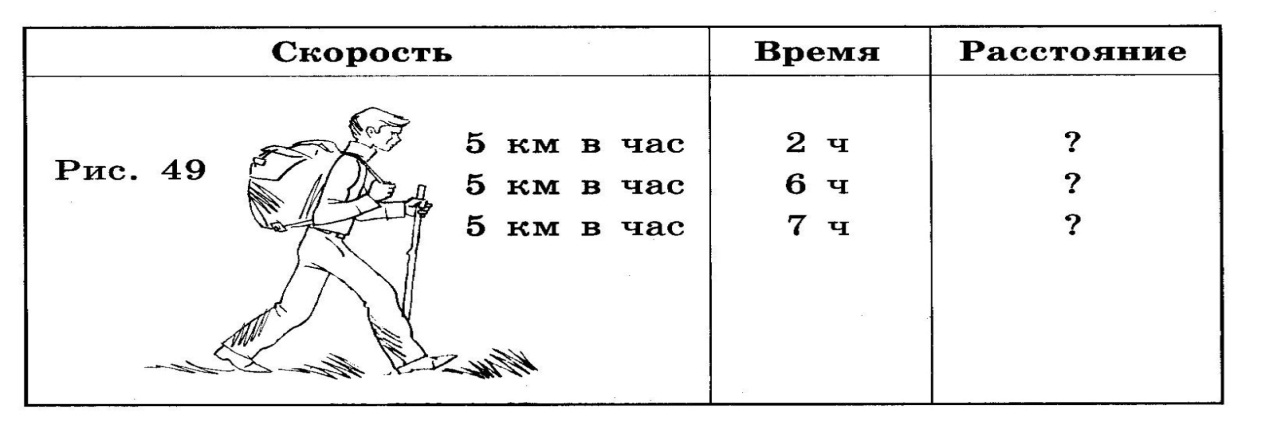 Скорость Время Расстояние
Рис. 49
5 км в час 2 ч ?
5 км в час 6 ч ?
5 км в час 7 ч ?